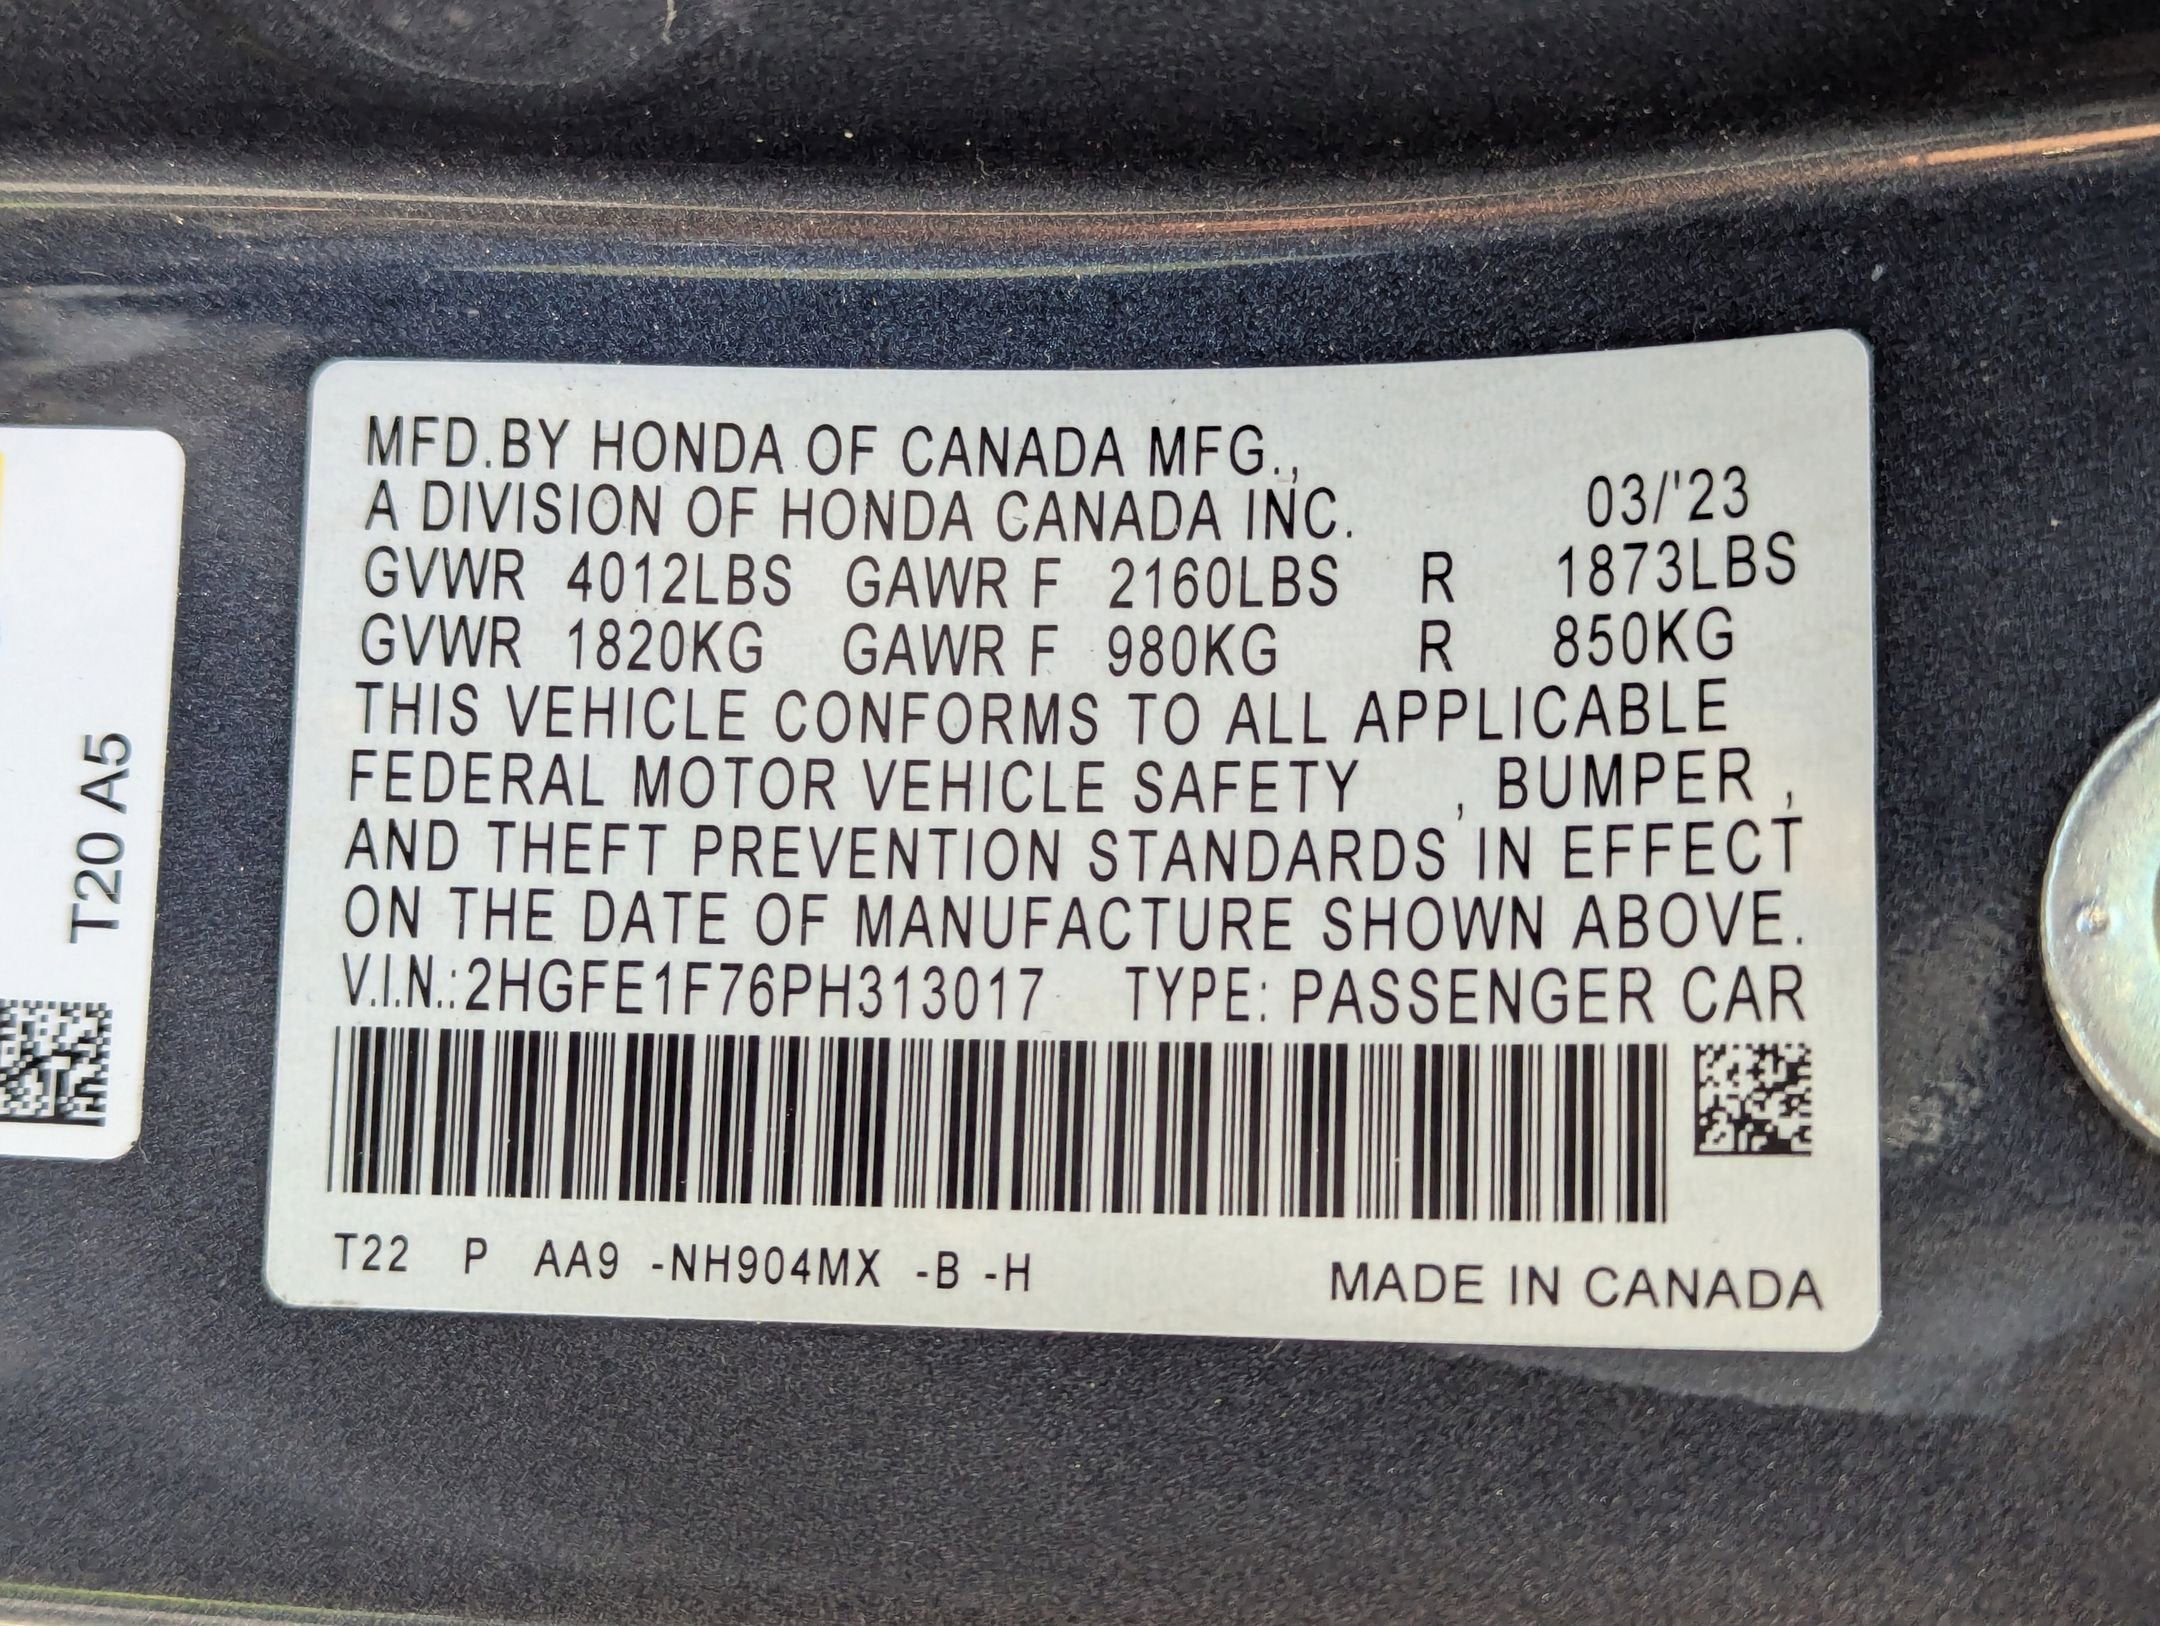 MFD.BY HONDA OF CANADA MFG.,
A DIVISION OF HONDA CANADA INC. 03/'23
GVWR 4012LBS GAWR F 2160LBS R 1873LBS
GVWR 1820KG GAWR F 980KG R 850KG
THIS VEHICLE CONFORMS TO ALL APPLICABLE
FEDERAL MOTOR VEHICLE SAFETY , BUMPER ,
AND THEFT PREVENTION STANDARDS IN EFFECT
ON THE DATE OF MANUFACTURE SHOWN ABOVE.
V.I.N.:2HGFE1F76PH313017 TYPE: PASSENGER CAR
T22 P AA9 -NH904MX -B -H
MADE IN CANADA
T20 A5